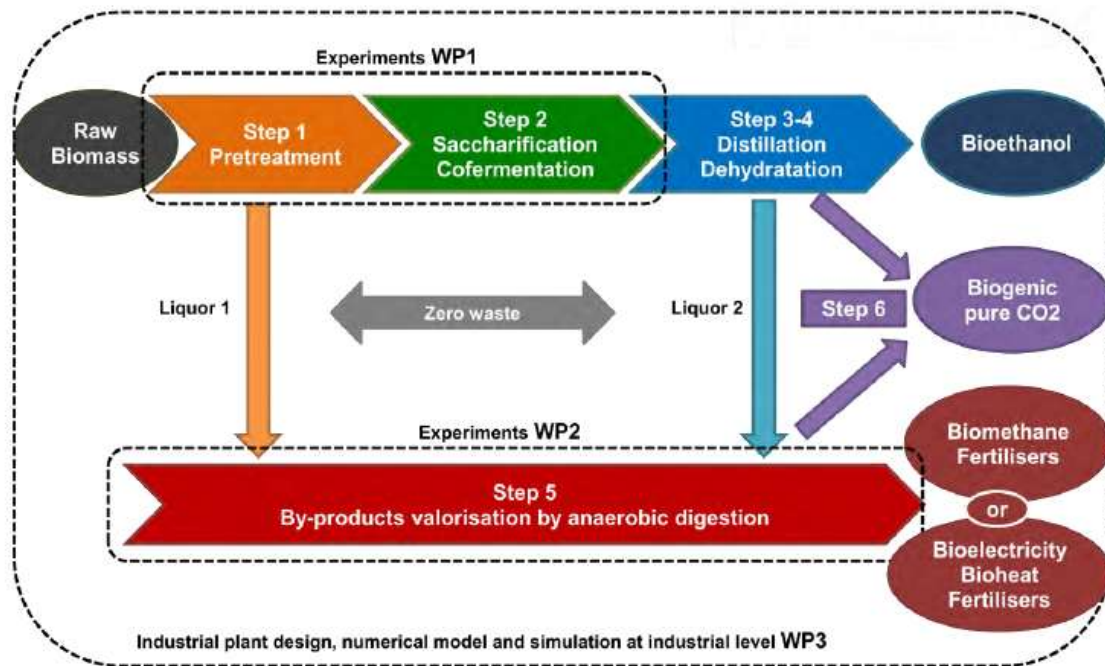 Experiments WP1
Raw
Biomass
Step 1
Pretreatment
Step 2
Saccharification
Cofermentation
Step 3-4
Distillation
Dehydratation
Bioethanol
Liquor 1
Zero waste
Liquor 2
Step 6
Biogenic
pure CO2
Experiments WP2
Step 5
By-products valorisation by anaerobic digestion
Biomethane
Fertilisers
or
Bioelectricity
Bioheat
Fertilisers
Industrial plant design, numerical model and simulation at industrial level WP3